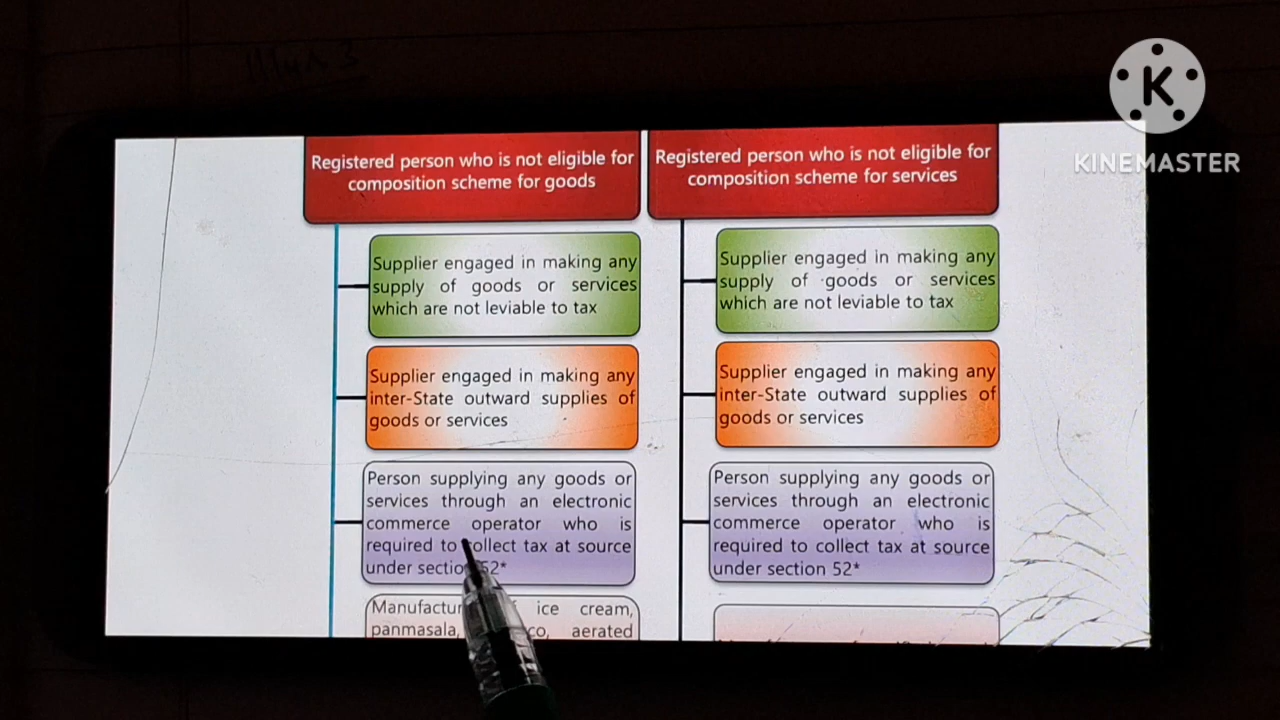 Registered person who is not eligible for
composition scheme for goods
Supplier engaged in making any
supply of goods or services
which are not leviable to tax
Supplier engaged in making any
inter-State outward supplies of
goods or services
Person supplying any goods or
services through an electronic
commerce operator who is
required to collect tax at source
under section 52*
ice cream,
panmasala, aerated
Registered person who is not eligible for
composition scheme for services
Supplier engaged in making any
supply of goods or services
which are not leviable to tax
Supplier engaged in making any
inter-State outward supplies of
goods or services
Person supplying any goods or
services through an electronic
commerce operator who is
required to collect tax at source
under section 52*
K
KINEMASTER